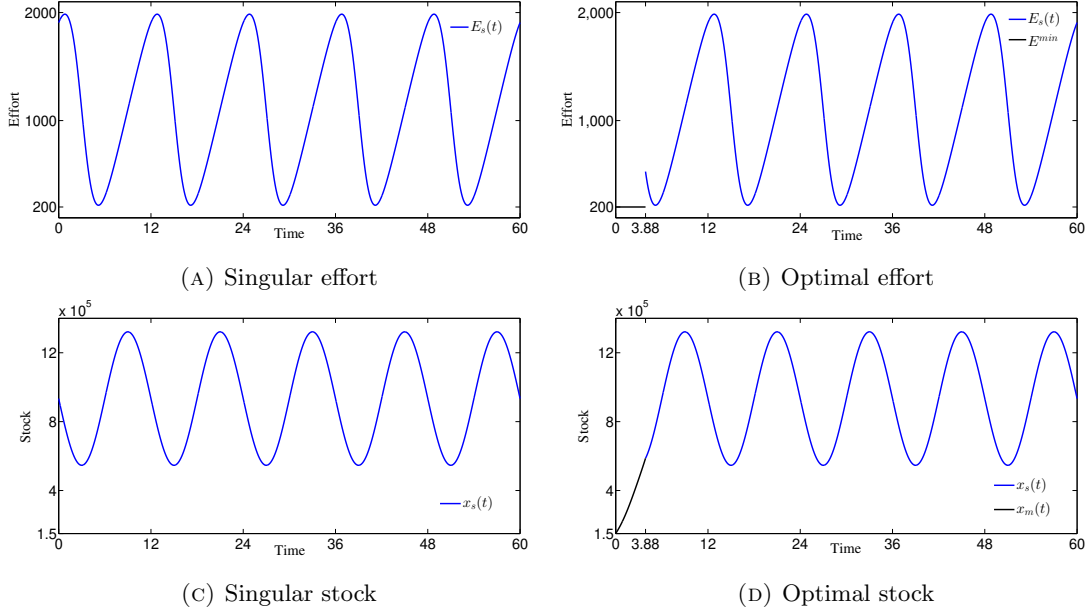 2000
1000
200
Effort
E_s(t)
0
12
24
36
48
60
Time
(A) Singular effort
2,000
1,000
200
Effort
E_s(t)
E^{min}
0
3.88
12
24
36
48
60
Time
(B) Optimal effort
x 10^5
12
8
4
1.5
Stock
x_s(t)
0
12
24
36
48
60
Time
(C) Singular stock
x 10^5
12
8
4
1.5
Stock
x_s(t)
x_m(t)
0
3.88
12
24
36
48
60
Time
(D) Optimal stock